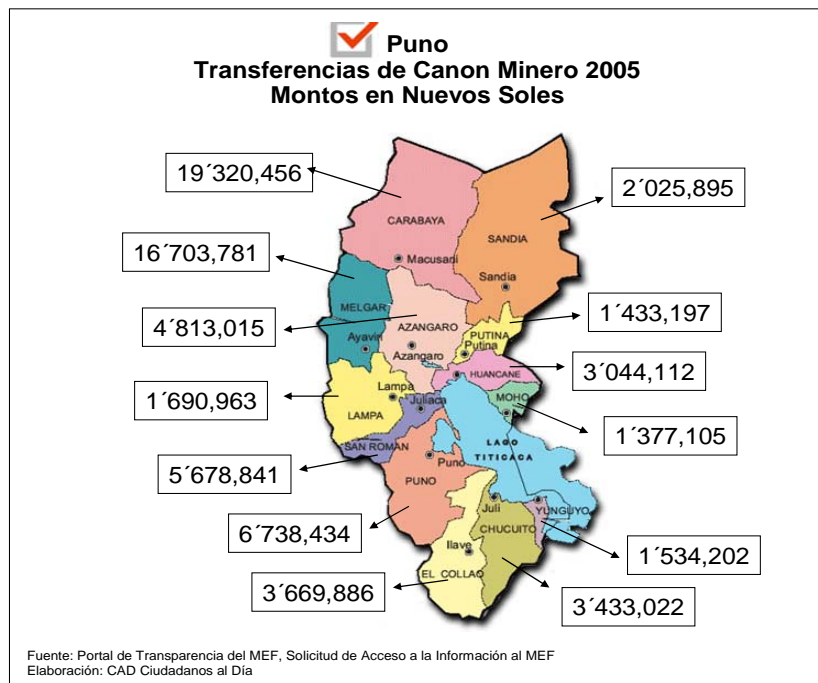 Puno
Transferencias de Canon Minero 2005
Montos en Nuevos Soles
19´320,456
2´025,895
CARABAYA
SANDIA
Macusani
16´703,781
Sandia
MELGAR
1´433,197
4´813,015
AZANGARO
PUTINA
Ayavin
Putina
Azangaro
HUANCANE
3´044,112
Lampa
MOHO
1´690,963
Juliaca
LAMPA
1´377,105
SAN ROMAN
LAGO
TITICACA
5´678,841
Puno
PUNO
Juli
YUNGUYO
6´738,434
CHUCUITO
Ilave
1´534,202
EL COLLAO
3´669,886
3´433,022
Fuente: Portal de Transparencia del MEF, Solicitud de Acceso a la Información al MEF
Elaboración: CAD Ciudadanos al Día